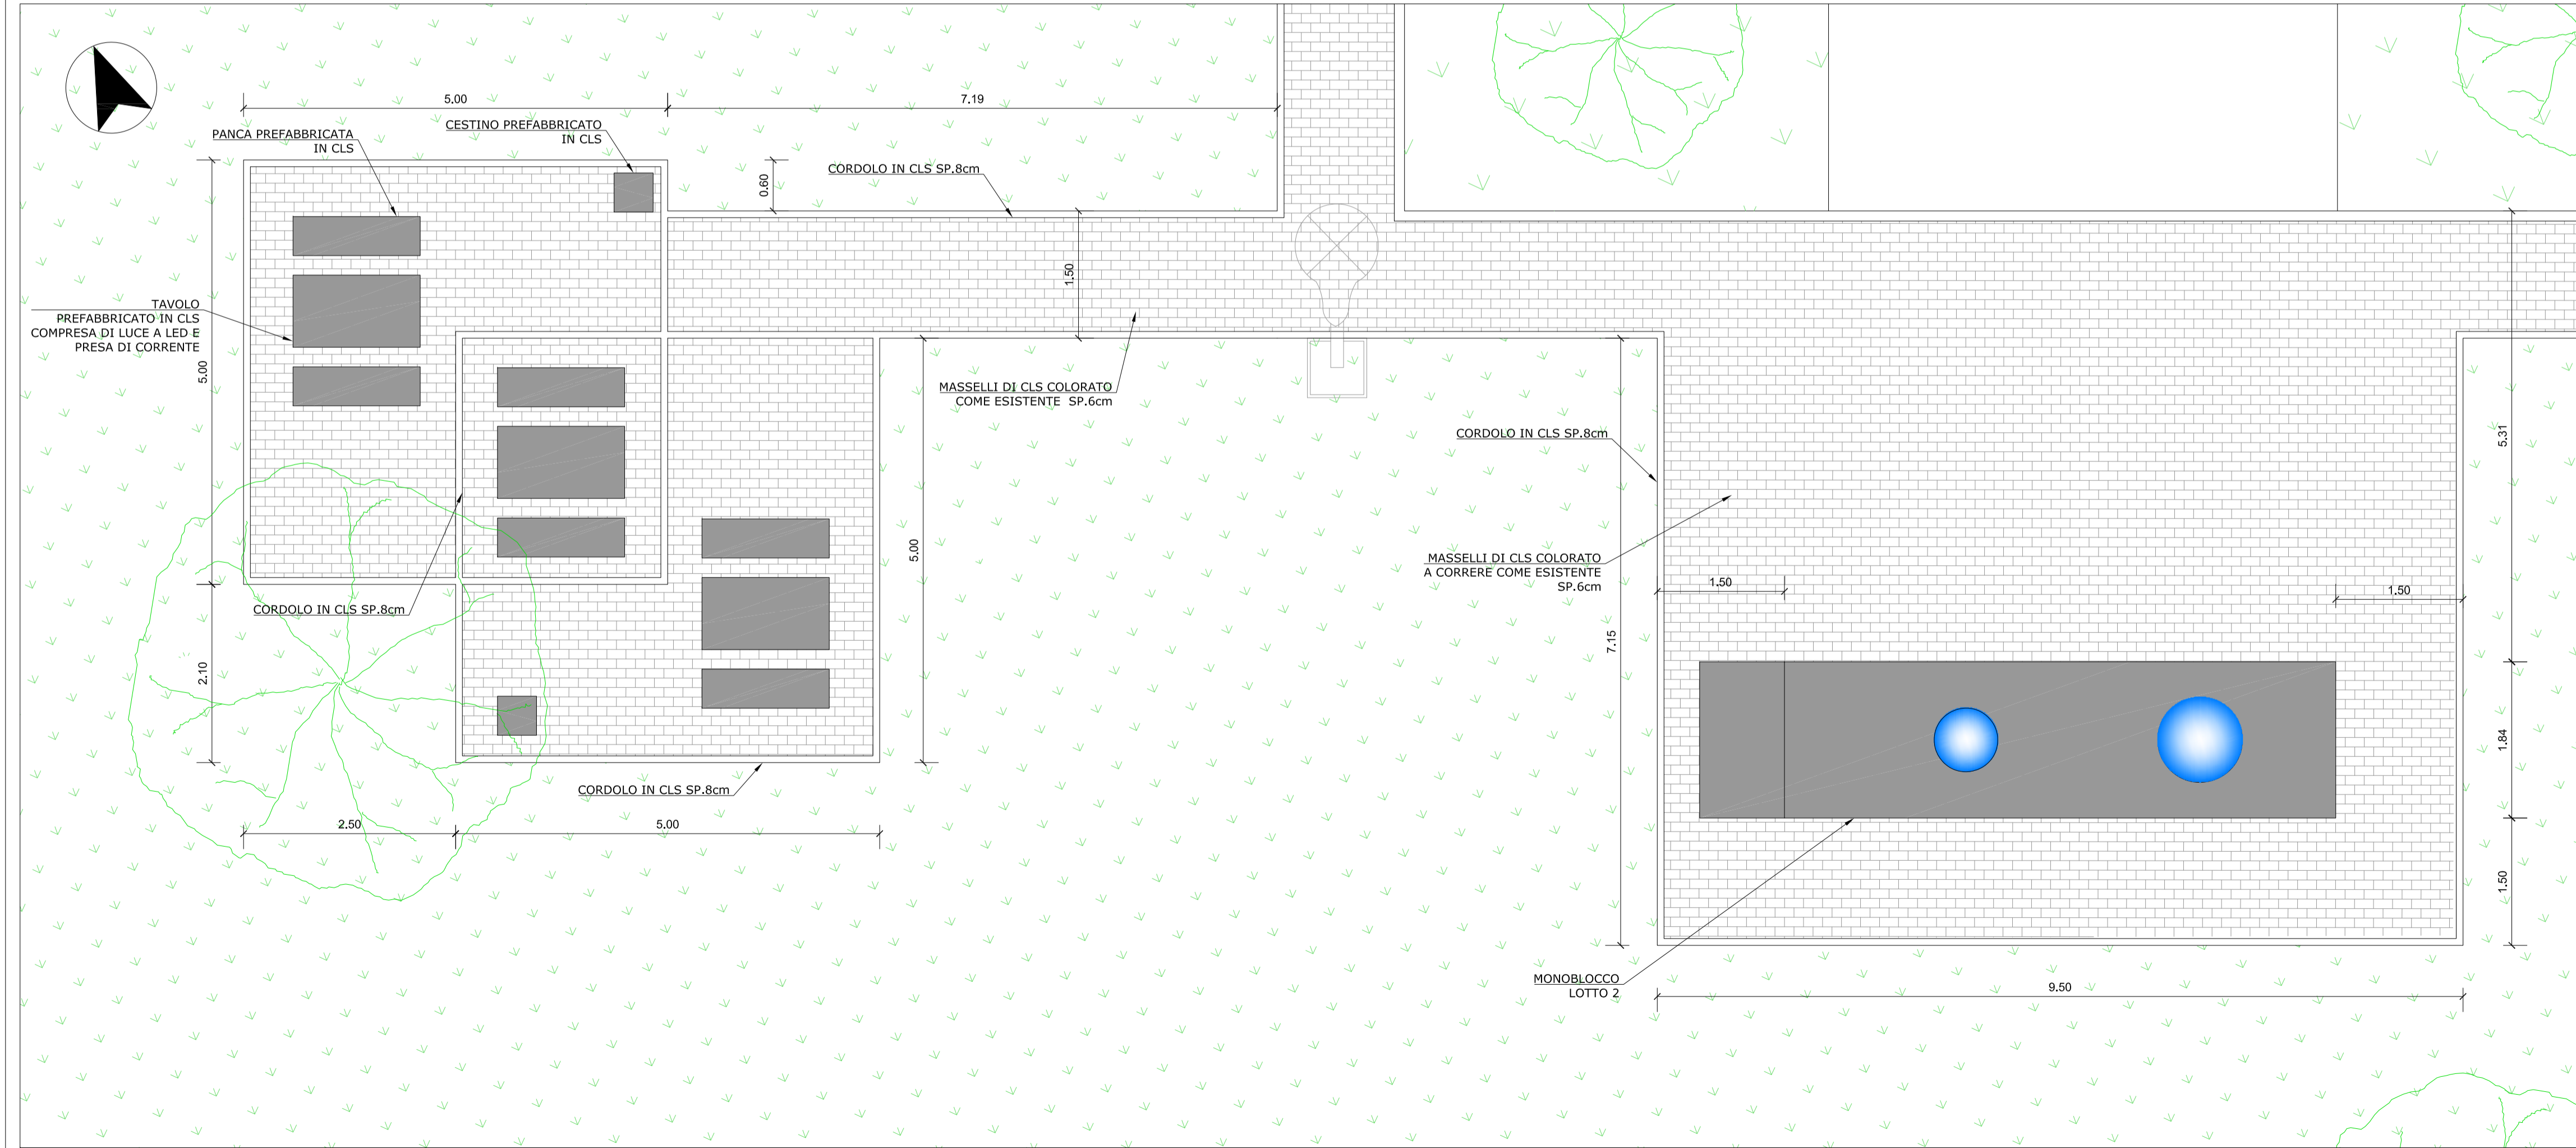 5.00
7.19
PANCA PREFABBRICATA
IN CLS
CESTINO PREFABBRICATO
IN CLS
0.60
CORDOLO IN CLS SP.8cm
1.50
TAVOLO
PREFABBRICATO IN CLS
COMPRESA DI LUCE A LED E
PRESA DI CORRENTE
5.00
MASSELLI DI CLS COLORATO
COME ESISTENTE SP.6cm
CORDOLO IN CLS SP.8cm
5.31
5.00
MASSELLI DI CLS COLORATO
A CORRERE COME ESISTENTE
SP.6cm
1.50
1.50
CORDOLO IN CLS SP.8cm
7.15
2.10
1.84
CORDOLO IN CLS SP.8cm
2.50
5.00
1.50
MONOBLOCCO
LOTTO 2
9.50